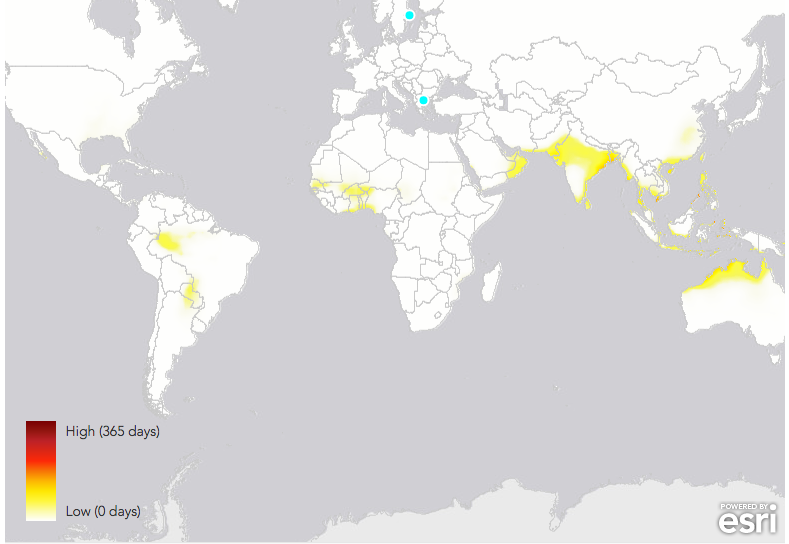 High (365 days)
Low (0 days)
POWERED BY
esri